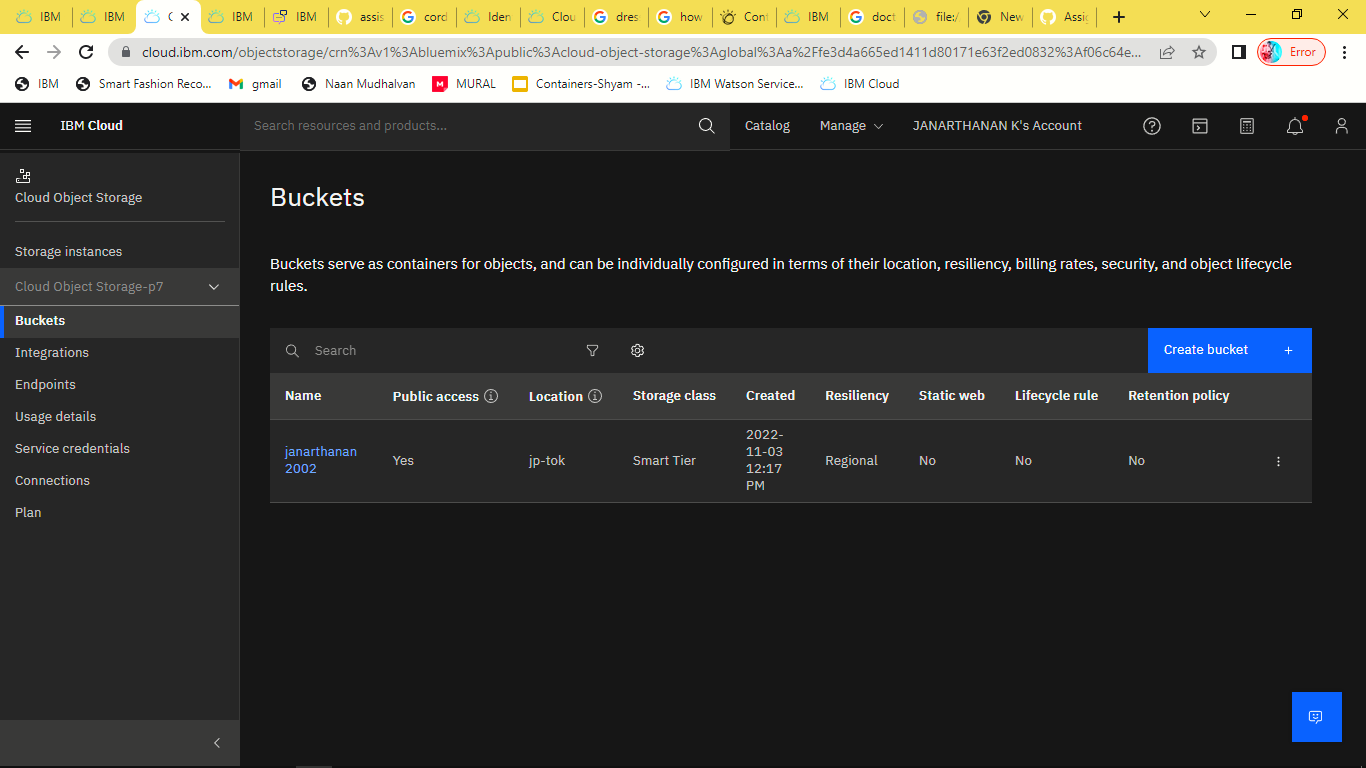 IBM
IBM
C
IBM
IBM
assis
cord
Iden
Clou
dres
how
Cont
IBM
doct
file:/
New
Assig
cloud.ibm.com/objectstorage/crn%3Av1%3Abluemix%3Apublic%3Acloud-object-storage%3Aglobal%3Aa%2Ffe3d4a665ed1411d80171e63f2ed0832%3Af06c64e...
Error
IBM
Smart Fashion Reco...
gmail
Naan Mudhalvan
MURAL
Containers-Shyam -...
IBM Watson Service...
IBM Cloud
IBM Cloud
Search resources and products...
Catalog
Manage
JANARTHANAN K's Account
Cloud Object Storage
Storage instances
Cloud Object Storage-p7
Buckets
Integrations
Endpoints
Usage details
Service credentials
Connections
Plan
Buckets
Buckets serve as containers for objects, and can be individually configured in terms of their location, resiliency, billing rates, security, and object lifecycle
rules.
Search
Create bucket +
Name Public access Location Storage class Created Resiliency Static web Lifecycle rule Retention policy
janarthanan
2002
Yes
jp-tok
Smart Tier
2022-
11-03
12:17
PM
Regional
No
No
No